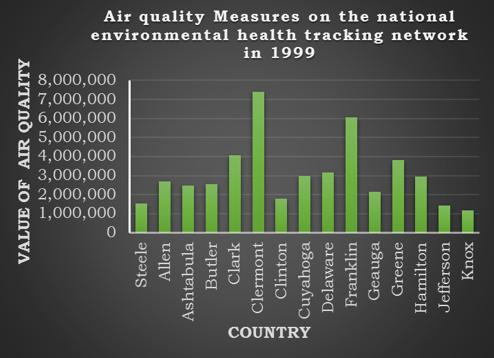 Air quality Measures on the national
environmental health tracking network
in 1999
VALUE OF AIR QUALITY
8,000,000
7,000,000
6,000,000
5,000,000
4,000,000
3,000,000
2,000,000
1,000,000
0
Steele
Allen
Ashtabula
Butler
Clark
Clermont
Clinton
Cuyahoga
Delaware
Franklin
Geauga
Greene
Hamilton
Jefferson
Knox
COUNTRY